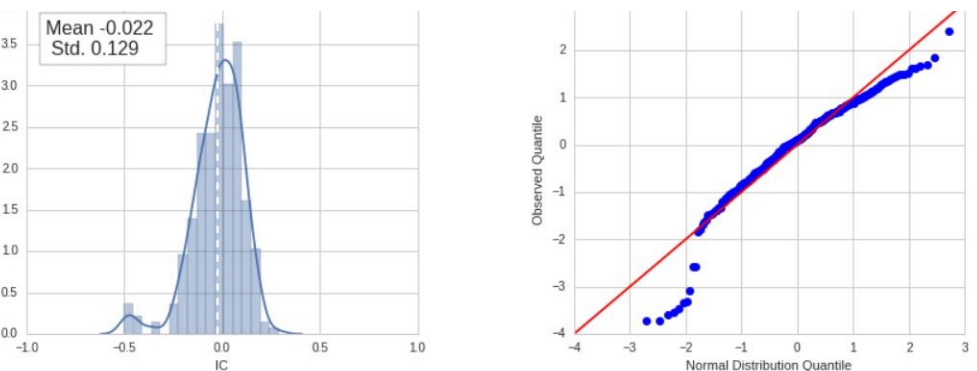 Mean -0.022
Std. 0.129
3.5
3.0
2.5
2.0
1.5
1.0
0.5
0.0
-1.0 -0.5 0.0 0.5 1.0
IC
Observed Quantile
2
1
0
-1
-2
-3
-4
-4 -3 -2 -1 0 1 2 3
Normal Distribution Quantile